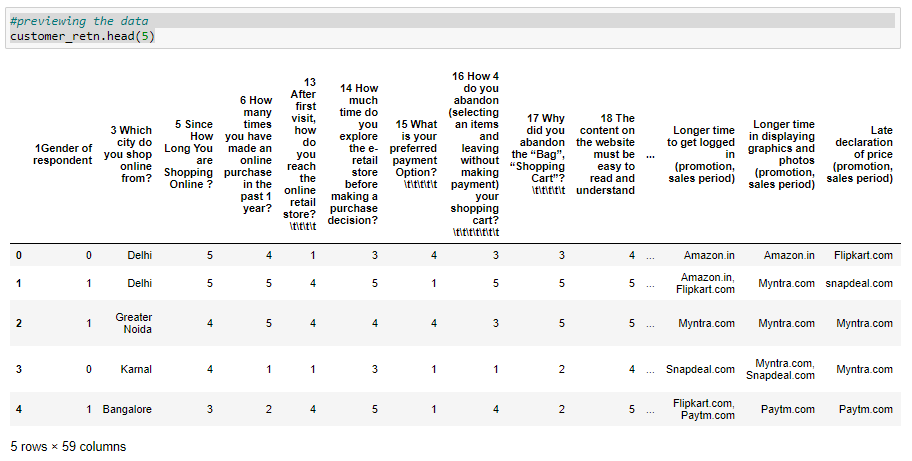 #previewing the data
customer_retn.head(5)
1Gender of respondent	3 Which city do you shop online from?	5 Since How Long You are Shopping Online ?	6 How many times you have made an online purchase in the past 1 year?	13 After first visit, how do you reach the online retail store? \t\t\t\t	14 How much time do you explore the e- retail store before making a purchase decision?	15 What is your preferred payment Option? \t\t\t\t\t	16 How 4 do you abandon (selecting an items and leaving without making payment) your shopping cart? \t\t\t\t\t\t\t	17 Why did you abandon the “Bag”, “Shopping Cart”? \t\t\t\t\t	18 The content on the website must be easy to read and understand	...	Longer time to get logged in (promotion, sales period)	Longer time in displaying graphics and photos (promotion, sales period)	Late declaration of price (promotion, sales period)
0	0	Delhi	5	4	1	3	4	3	3	4	...	Amazon.in	Amazon.in	Flipkart.com
1	1	Delhi	5	5	4	5	1	5	5	5	...	Amazon.in, Flipkart.com	Myntra.com	snapdeal.com
2	1	Greater Noida	4	5	4	4	4	3	5	5	...	Myntra.com	Myntra.com	Myntra.com
3	0	Karnal	4	1	1	3	1	1	2	4	...	Snapdeal.com	Myntra.com, Snapdeal.com	Myntra.com
4	1	Bangalore	3	2	4	5	1	4	2	5	...	Flipkart.com, Paytm.com	Paytm.com	Paytm.com
5 rows × 59 columns